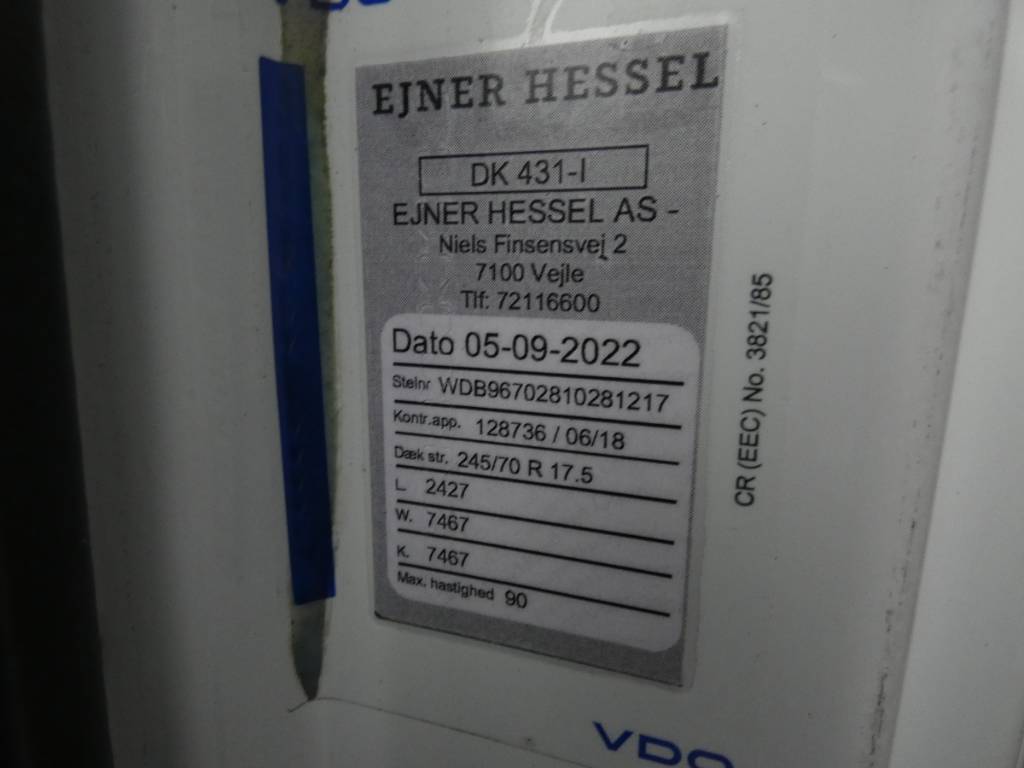 EJNER HESSEL
DK 431-I
EJNER HESSEL AS -
Niels Finsensvej 2
7100 Vejle
Tlf: 72116600
Dato 05-09-2022
Stelnr WDB96702810281217
Kontr.app. 128736 / 06/18
Dæk str. 245/70 R 17.5
L 2427
W. 7467
K. 7467
Max. hastighed 90
CR (EEC) No. 3821/85
VDO
VDO